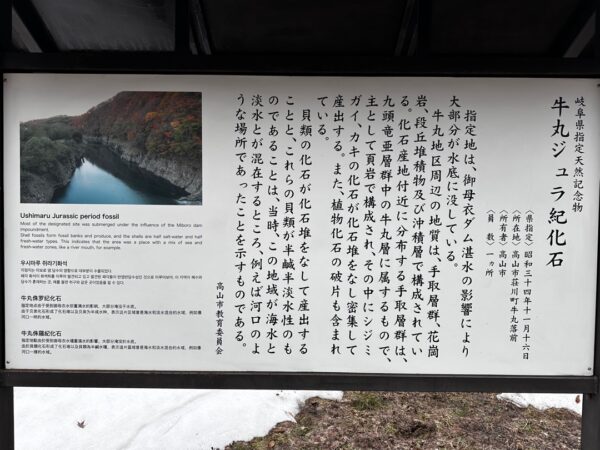 岐阜県指定天然記念物
牛丸ジュラ紀化石
〈県指定〉昭和三十四年十一月十六日
〈所在地〉高山市荘川町牛丸落前
〈所有者〉高山市
〈員　数〉一ヵ所
指定地は、御母衣ダム湛水の影響により
大部分が水底に没している。
牛丸地区周辺の地質は、手取層群、花崗
岩、段丘堆積物及び沖積層で構成されてい
る。化石産地付近に分布する手取層群は、
九頭竜亜層群中の牛丸層に属するもので、
主として頁岩で構成され、その中にシジミ
ガイ、カキの化石が化石堆をなし密集して
産出する。また、植物化石の破片も含まれ
ている。
貝類の化石が化石堆をなして産出する
ことと、これらの貝類が半鹹半淡水性のも
のであることは、当時、この地域が海水と
淡水とが混在するところ、例えば河口のよ
うな場所であったことを示すものである。
高山市教育委員会
Ushimaru Jurassic period fossil
Most of the designated site was submerged under the influence of the Miboro dam
impoundment.
Shell fossils form fossil banks and produce, and the shells are half salt-water and half
fresh-water types. This indicates that the area was a place with a mix of sea and
fresh-water zones, like a river mouth, for example.
우시마루 쥬라기화석
牛丸侏罗纪化石
牛丸侏羅紀化石